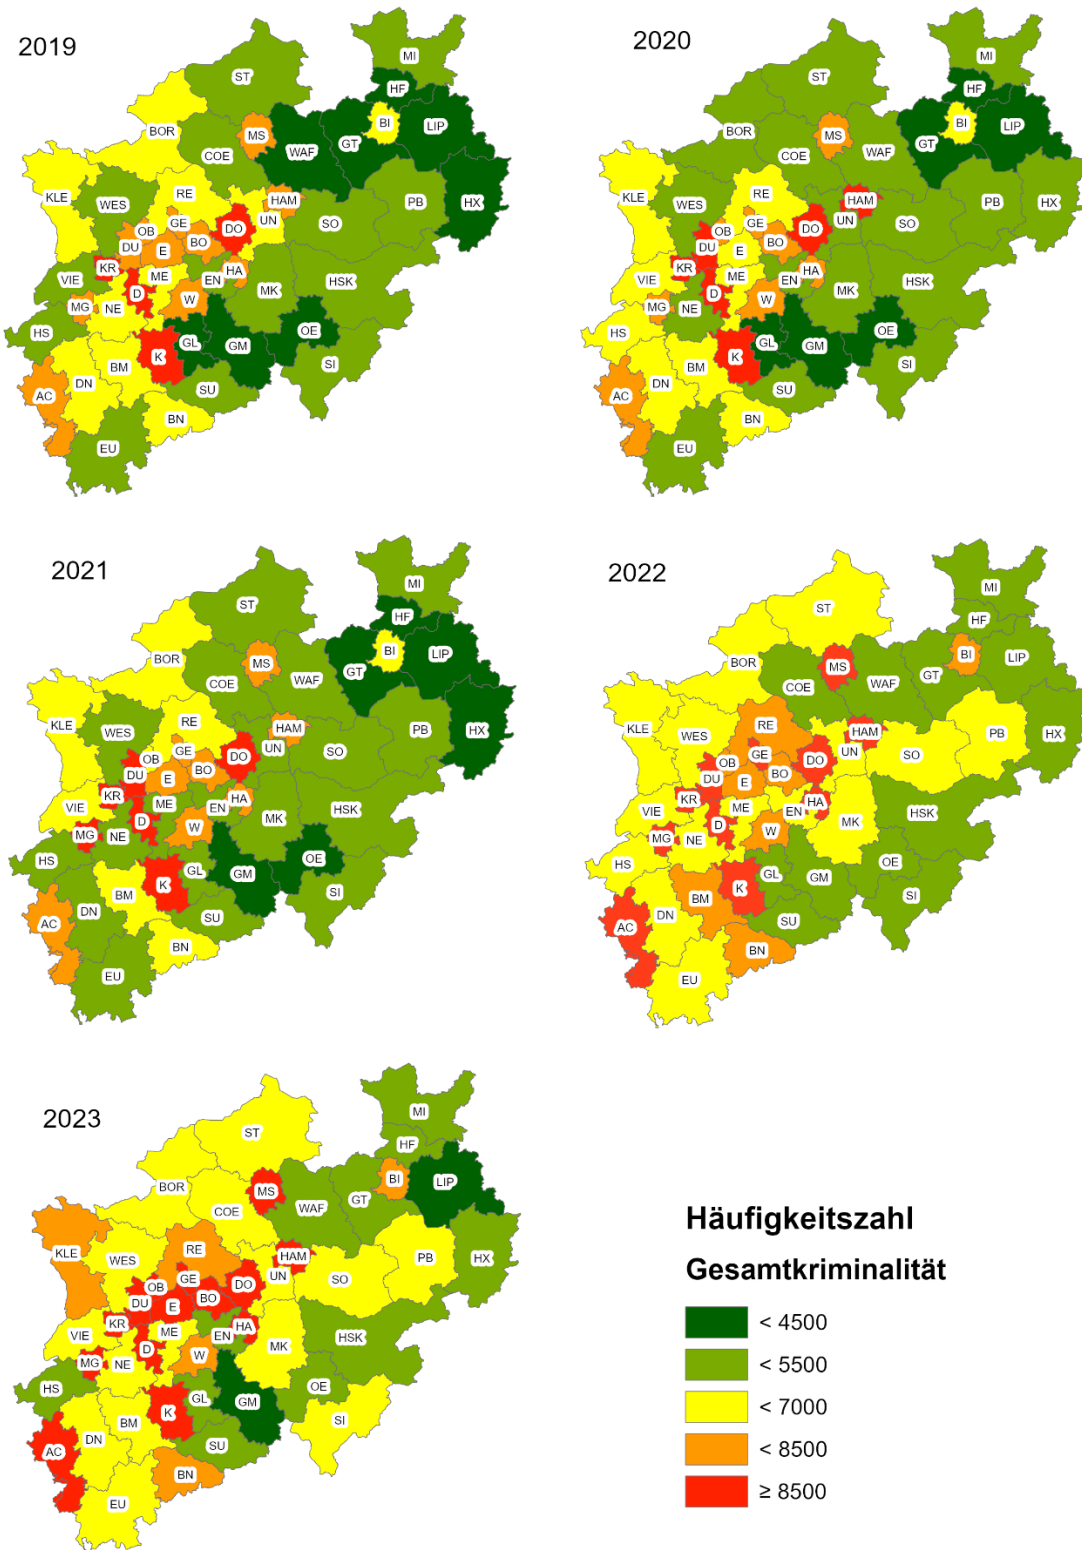 2019
MI
ST
HF
BI
LIP
MS
GT
BOR
WAF
COE
RE
KLE
HAM
PB
HX
WES
GE
DO
UN
SO
OB
DU
E
BO
KR
HA
VIE
ME
EN
HSK
D
MK
MG
NE
W
HS
OE
K
GL
GM
SI
BM
AC
DN
SU
BN
EU
2020
MI
ST
HF
BI
LIP
BOR
MS
GT
COE
WAF
RE
KLE
HAM
PB
HX
WES
GE
DO
UN
SO
OB
DU
E
BO
KR
HA
VIE
ME
EN
HSK
D
MK
MG
NE
W
HS
OE
K
GL
GM
SI
BM
AC
DN
SU
BN
EU
2021
MI
ST
HF
BI
LIP
BOR
MS
GT
COE
WAF
RE
KLE
HAM
PB
HX
WES
GE
DO
UN
SO
OB
DU
E
BO
KR
HA
VIE
ME
EN
HSK
D
MK
MG
NE
W
HS
OE
K
GL
GM
SI
BM
AC
DN
SU
BN
EU
2022
MI
ST
HF
BI
LIP
BOR
MS
GT
COE
WAF
RE
KLE
HAM
PB
HX
WES
GE
DO
UN
SO
OB
DU
E
BO
KR
HA
VIE
ME
EN
HSK
D
MK
MG
NE
W
HS
OE
K
GL
GM
SI
BM
AC
DN
SU
BN
EU
2023
MI
ST
HF
BI
LIP
BOR
MS
GT
COE
WAF
RE
KLE
HAM
PB
HX
WES
GE
DO
UN
SO
OB
DU
E
BO
KR
HA
VIE
ME
EN
HSK
D
MK
MG
NE
W
HS
OE
K
GL
GM
SI
BM
AC
DN
SU
BN
EU
Häufigkeitszahl
Gesamtkriminalität
< 4500
< 5500
< 7000
< 8500
≥ 8500